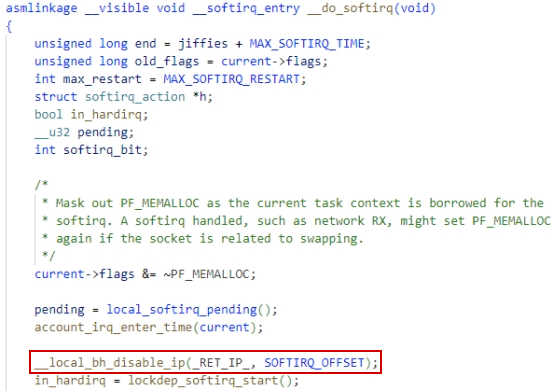 asmlinkage __visible void __softirq_entry __do_softirq(void)
{
unsigned long end = jiffies + MAX_SOFTIRQ_TIME;
unsigned long old_flags = current->flags;
int max_restart = MAX_SOFTIRQ_RESTART;
struct softirq_action *h;
bool in_hardirq;
__u32 pending;
int softirq_bit;
/*
* Mask out PF_MEMALLOC as the current task context is borrowed for the
* softirq. A softirq handled, such as network RX, might set PF_MEMALLOC
* again if the socket is related to swapping.
*/
current->flags &= ~PF_MEMALLOC;
pending = local_softirq_pending();
account_irq_enter_time(current);
__local_bh_disable_ip(_RET_IP_, SOFTIRQ_OFFSET);
in_hardirq = lockdep_softirq_start();